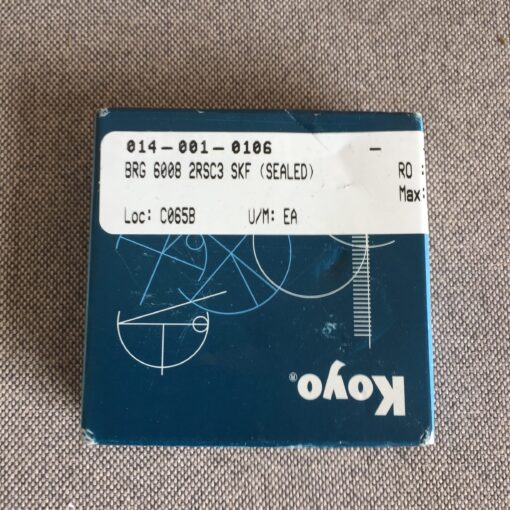 014-001-0106 -
BRG 6008 2RSC3 SKF (SEALED) RO :
Max:
Loc: C065B U/M: EA
Koyo®